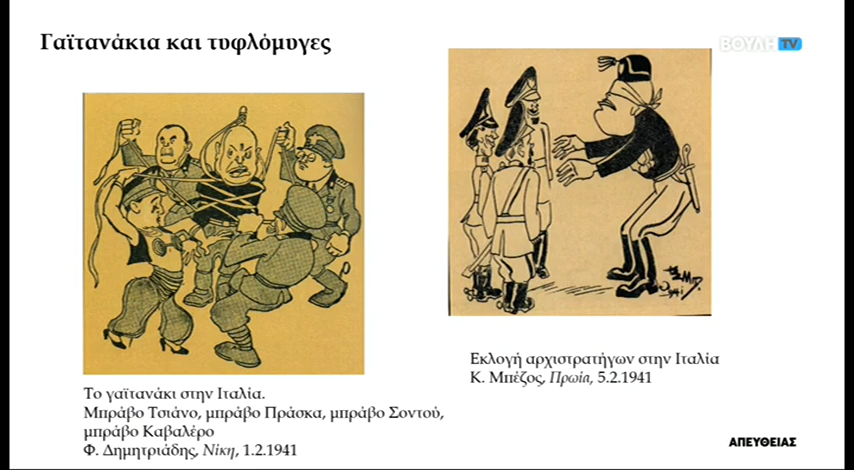 Γαϊτανάκια και τυφλόμυγες
ΒΟΥΛΗ TV
Το γαϊτανάκι στην Ιταλία.
Μπράβο Τσιάνο, μπράβο Πράσκα, μπράβο Σοντού,
μπράβο Καβαλέρο
Φ. Δημητριάδης, Νίκη, 1.2.1941
Εκλογή αρχιστρατήγων στην Ιταλία
Κ. Μπέζος, Πρωία, 5.2.1941
ΑΠΕΥΘΕΙΑΣ